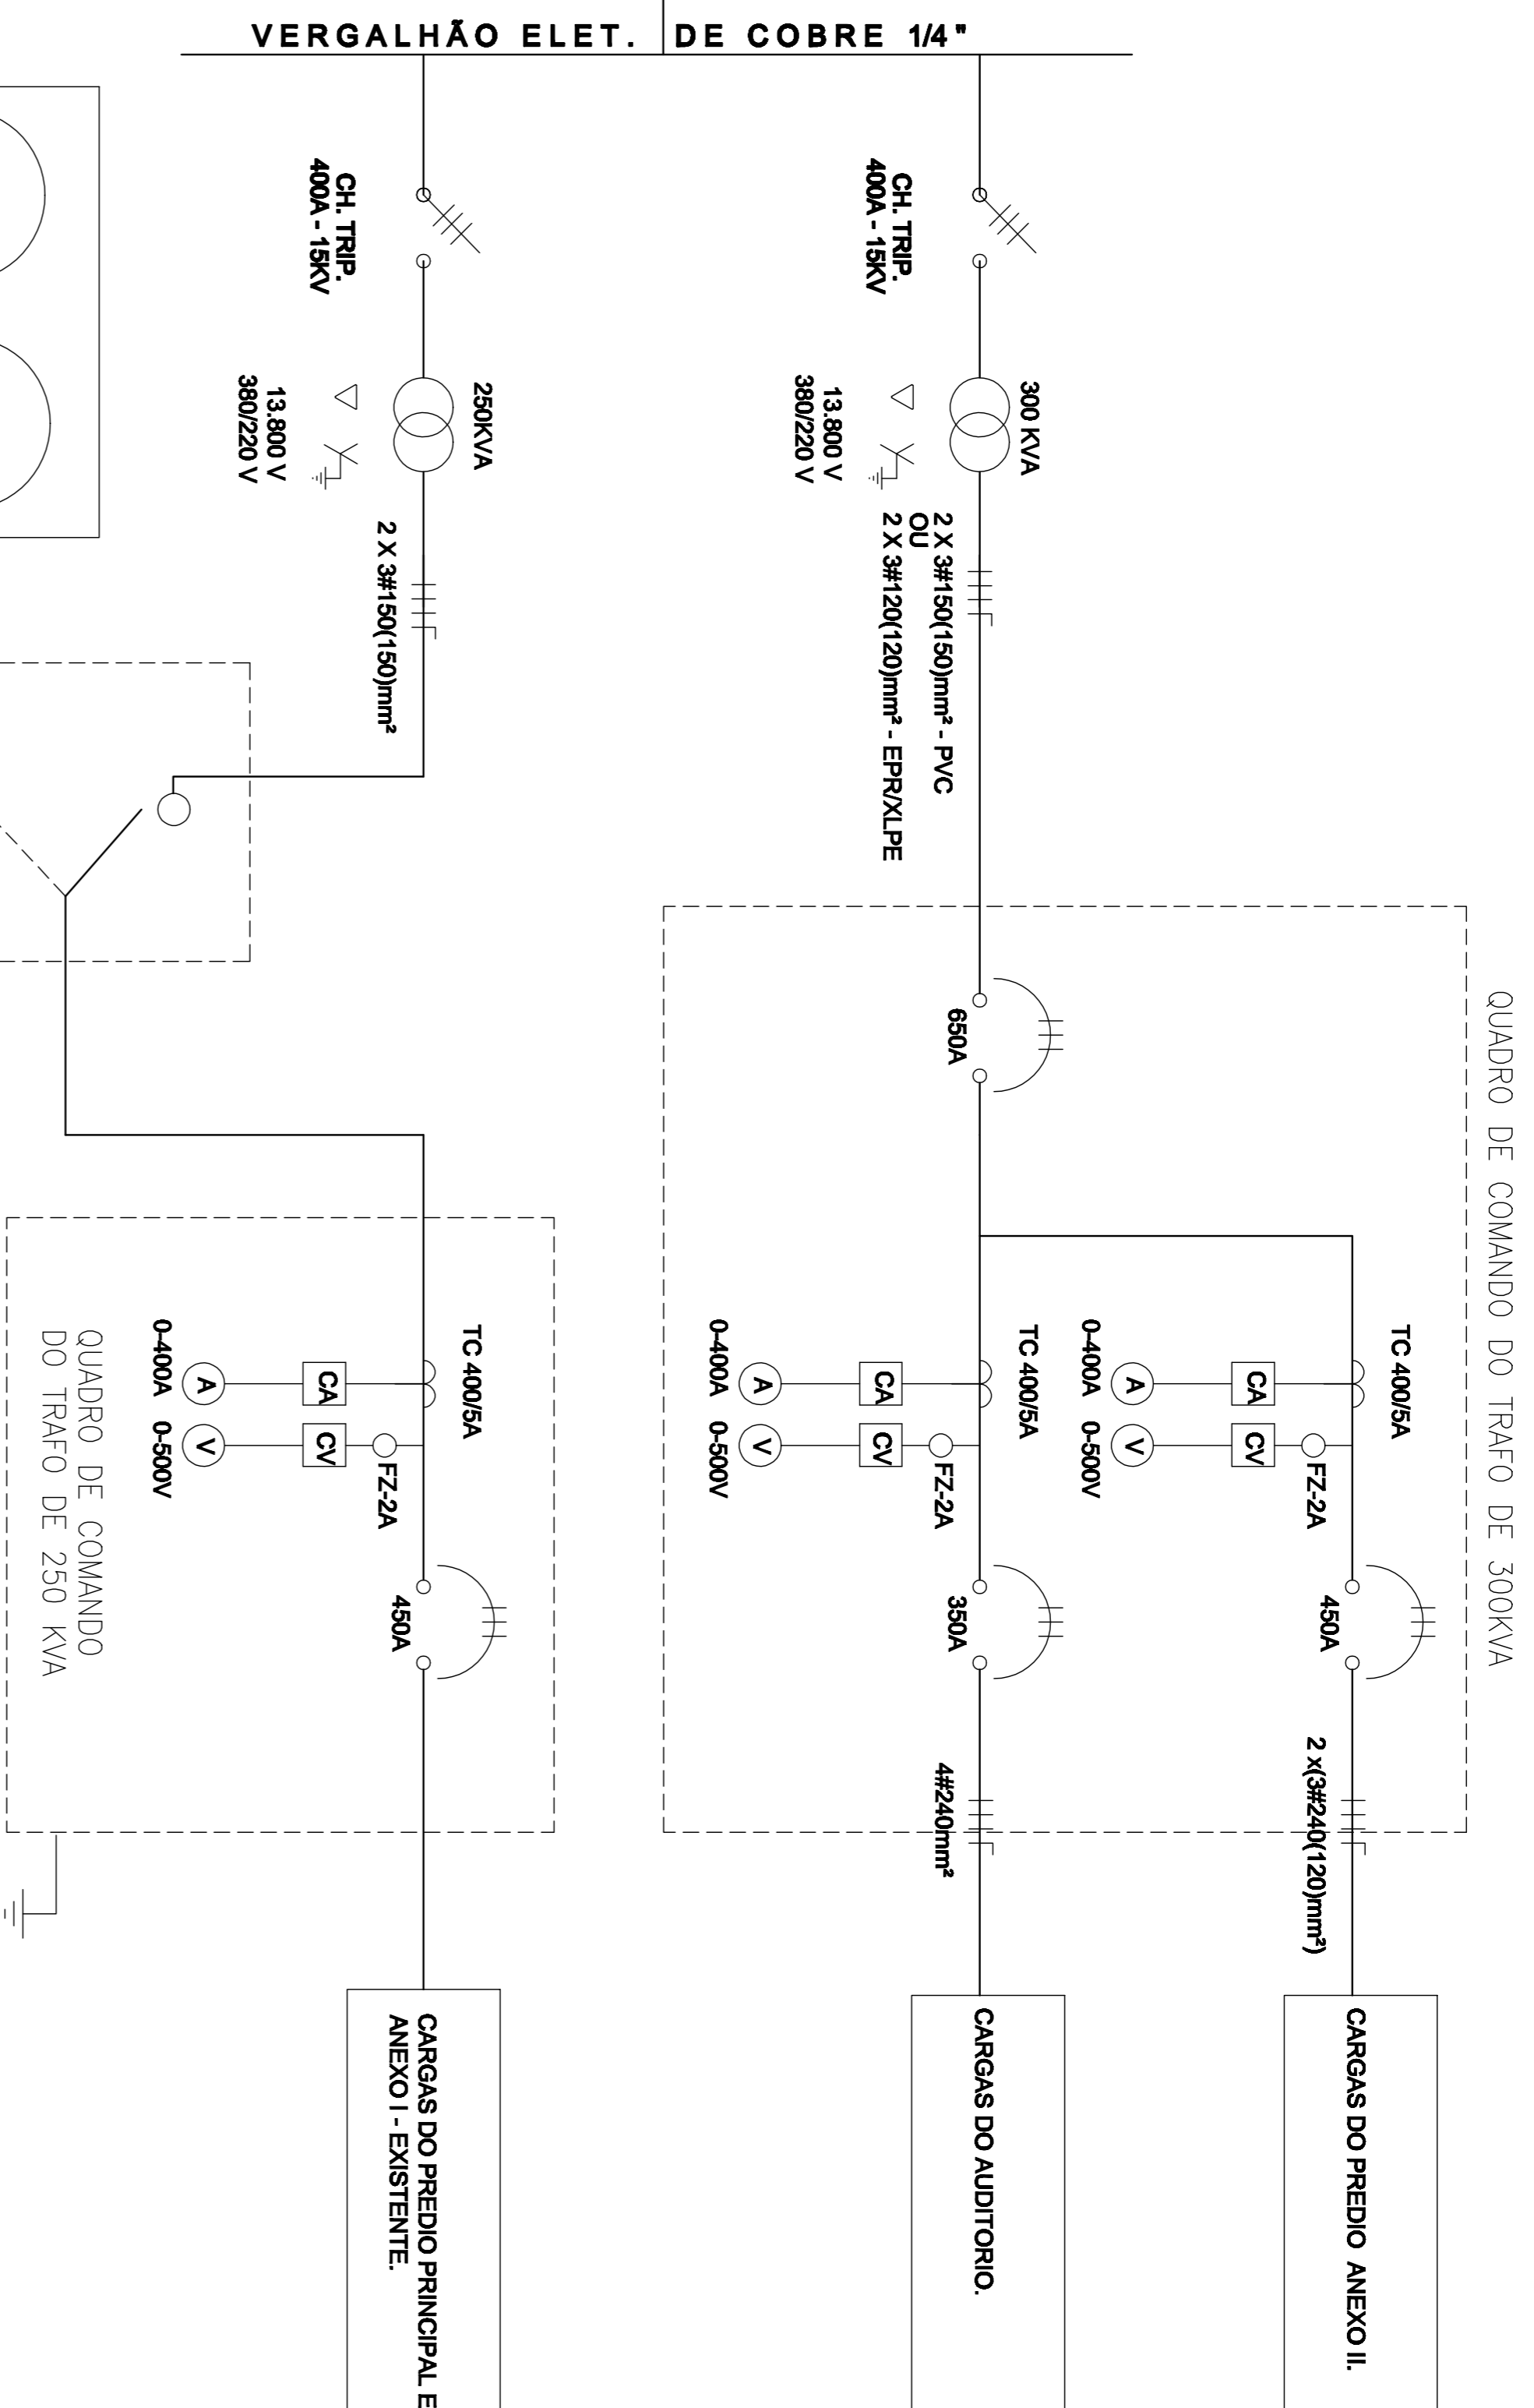 VERGALHÃO ELET. DE COBRE 1/4"
CH. TRIP.
400A - 15KV
CH. TRIP.
400A - 15KV
250KVA
13.800 V
380/220 V
300 KVA
13.800 V
380/220 V
2 X 3#150(150)mm²
2 X 3#150(150)mm² - PVC
OU
2 X 3#120(120)mm² - EPR/XLPE
QUADRO DE COMANDO DO TRAFO DE 300KVA
650A
TC 400/5A
CA
CV
FZ-2A
A
V
0-400A
0-500V
450A
2 x(3#240(120)mm²)
CARGAS DO PREDIO ANEXO II.
TC 400/5A
CA
CV
FZ-2A
A
V
0-400A
0-500V
350A
4#240mm²
CARGAS DO AUDITORIO.
TC 400/5A
CA
CV
FZ-2A
A
V
0-400A
0-500V
450A
QUADRO DE COMANDO
DO TRAFO DE 250 KVA
CARGAS DO PREDIO PRINCIPAL E
ANEXO I - EXISTENTE.